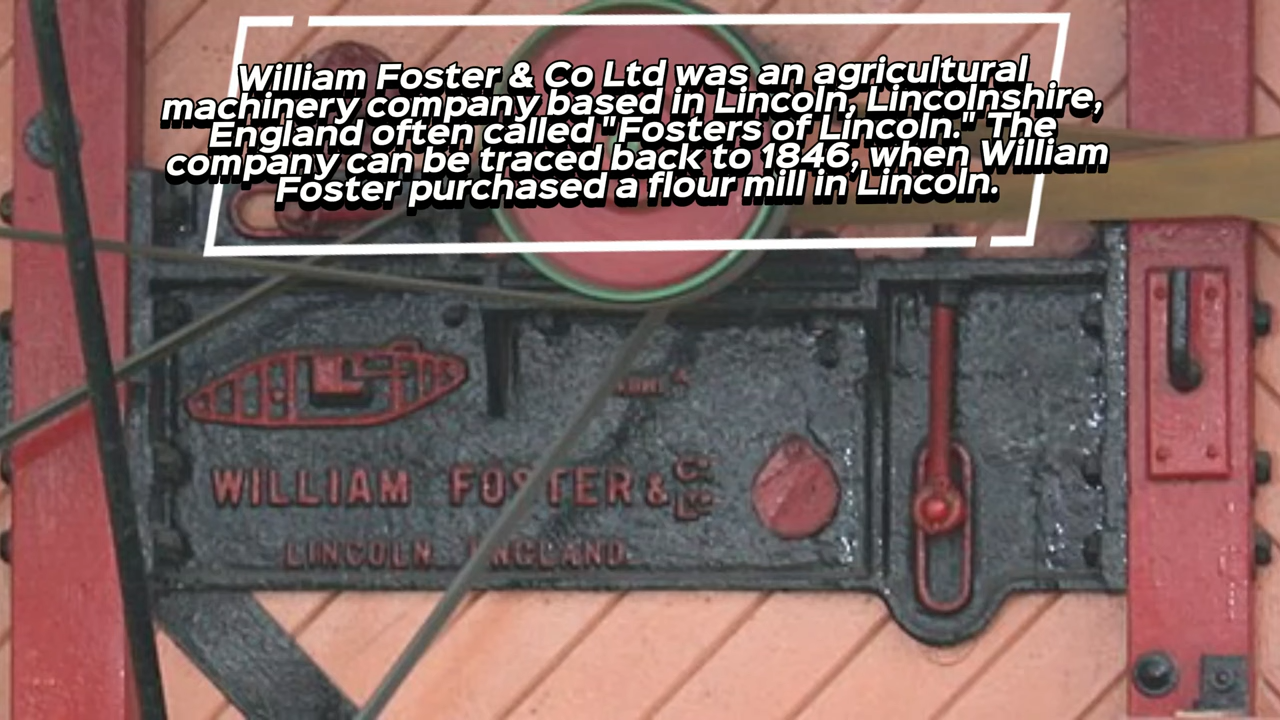 William Foster & Co Ltd was an agricultural
machinery company based in Lincoln, Lincolnshire,
England often called "Fosters of Lincoln." The
company can be traced back to 1846, when William
Foster purchased a flour mill in Lincoln.
WILLIAM FOSTER & Co
Ld
LINCOLN ENGLAND